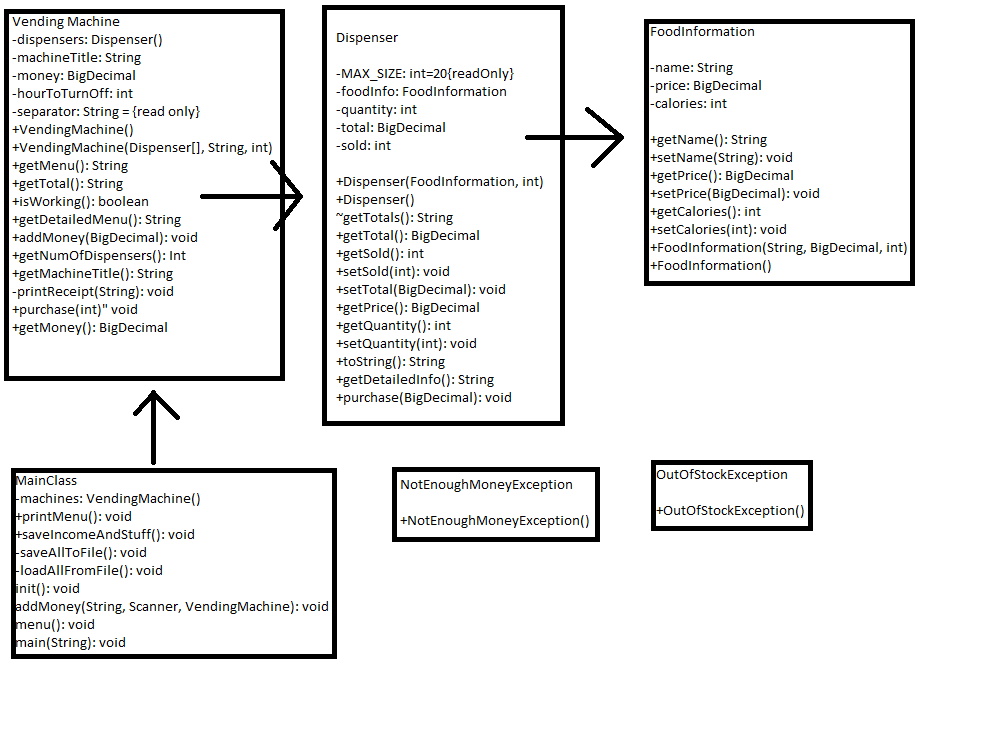 Vending Machine
-dispensers: Dispenser()
-machineTitle: String
-money: BigDecimal
-hourToTurnOff: int
-separator: String = {read only}
+VendingMachine()
+VendingMachine(Dispenser[], String, int)
+getMenu(): String
+getTotal(): String
+isWorking(): boolean
+getDetailedMenu(): String
+addMoney(BigDecimal): void
+getNumOfDispensers(): Int
+getMachineTitle(): String
-printReceipt(String): void
+purchase(int)" void
+getMoney(): BigDecimal
Dispenser
-MAX_SIZE: int=20{readOnly}
-foodInfo: FoodInformation
-quantity: int
-total: BigDecimal
-sold: int
+Dispenser(FoodInformation, int)
+Dispenser()
~getTotals(): String
+getTotal(): BigDecimal
+getSold(): int
+setSold(int): void
+setTotal(BigDecimal): void
+getPrice(): BigDecimal
+getQuantity(): int
+setQuantity(int): void
+toString(): String
+getDetailedInfo(): String
+purchase(BigDecimal): void
FoodInformation
-name: String
-price: BigDecimal
-calories: int
+getName(): String
+setName(String): void
+getPrice(): BigDecimal
+setPrice(BigDecimal): void
+getCalories(): int
+setCalories(int): void
+FoodInformation(String, BigDecimal, int)
+FoodInformation()
MainClass
-machines: VendingMachine()
+printMenu(): void
+saveIncomeAndStuff(): void
-saveAllToFile(): void
-loadAllFromFile(): void
init(): void
addMoney(String, Scanner, VendingMachine): void
menu(): void
main(String): void
NotEnoughMoneyException
+NotEnoughMoneyException()
OutOfStockException
+OutOfStockException()